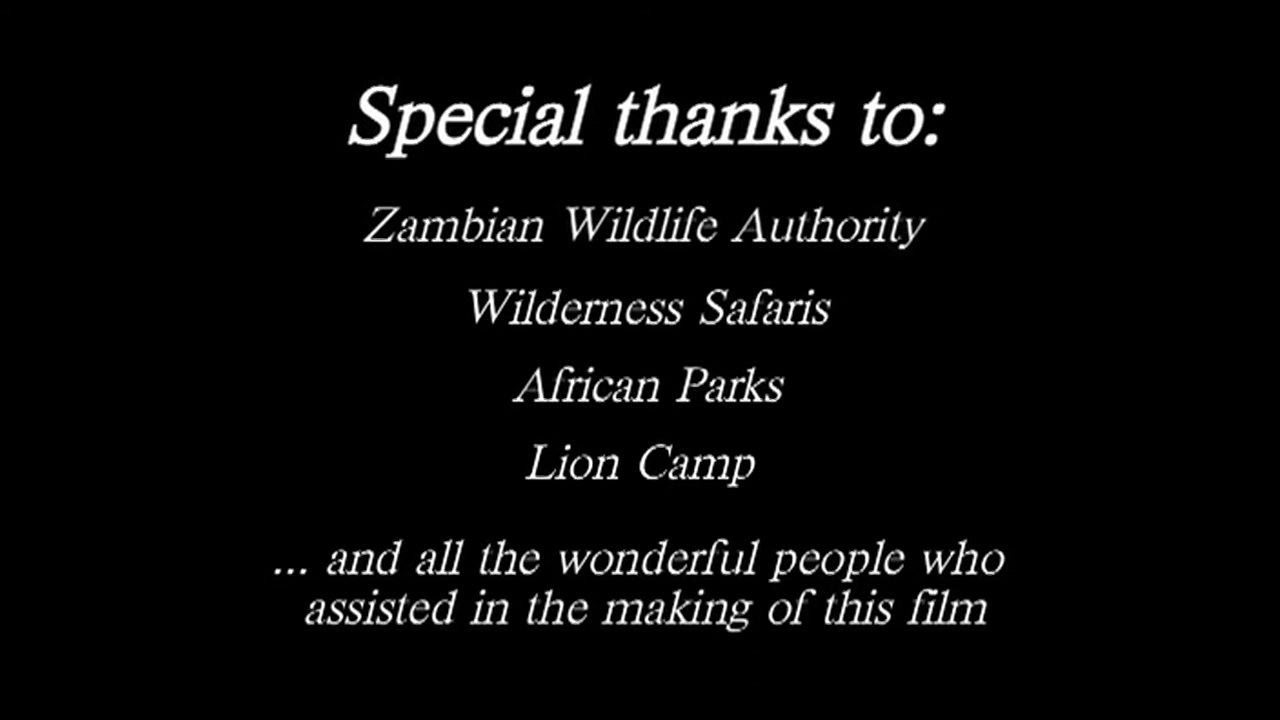 Special thanks to:
Zambian Wildlife Authority
Wilderness Safaris
African Parks
Lion Camp
... and all the wonderful people who
assisted in the making of this film